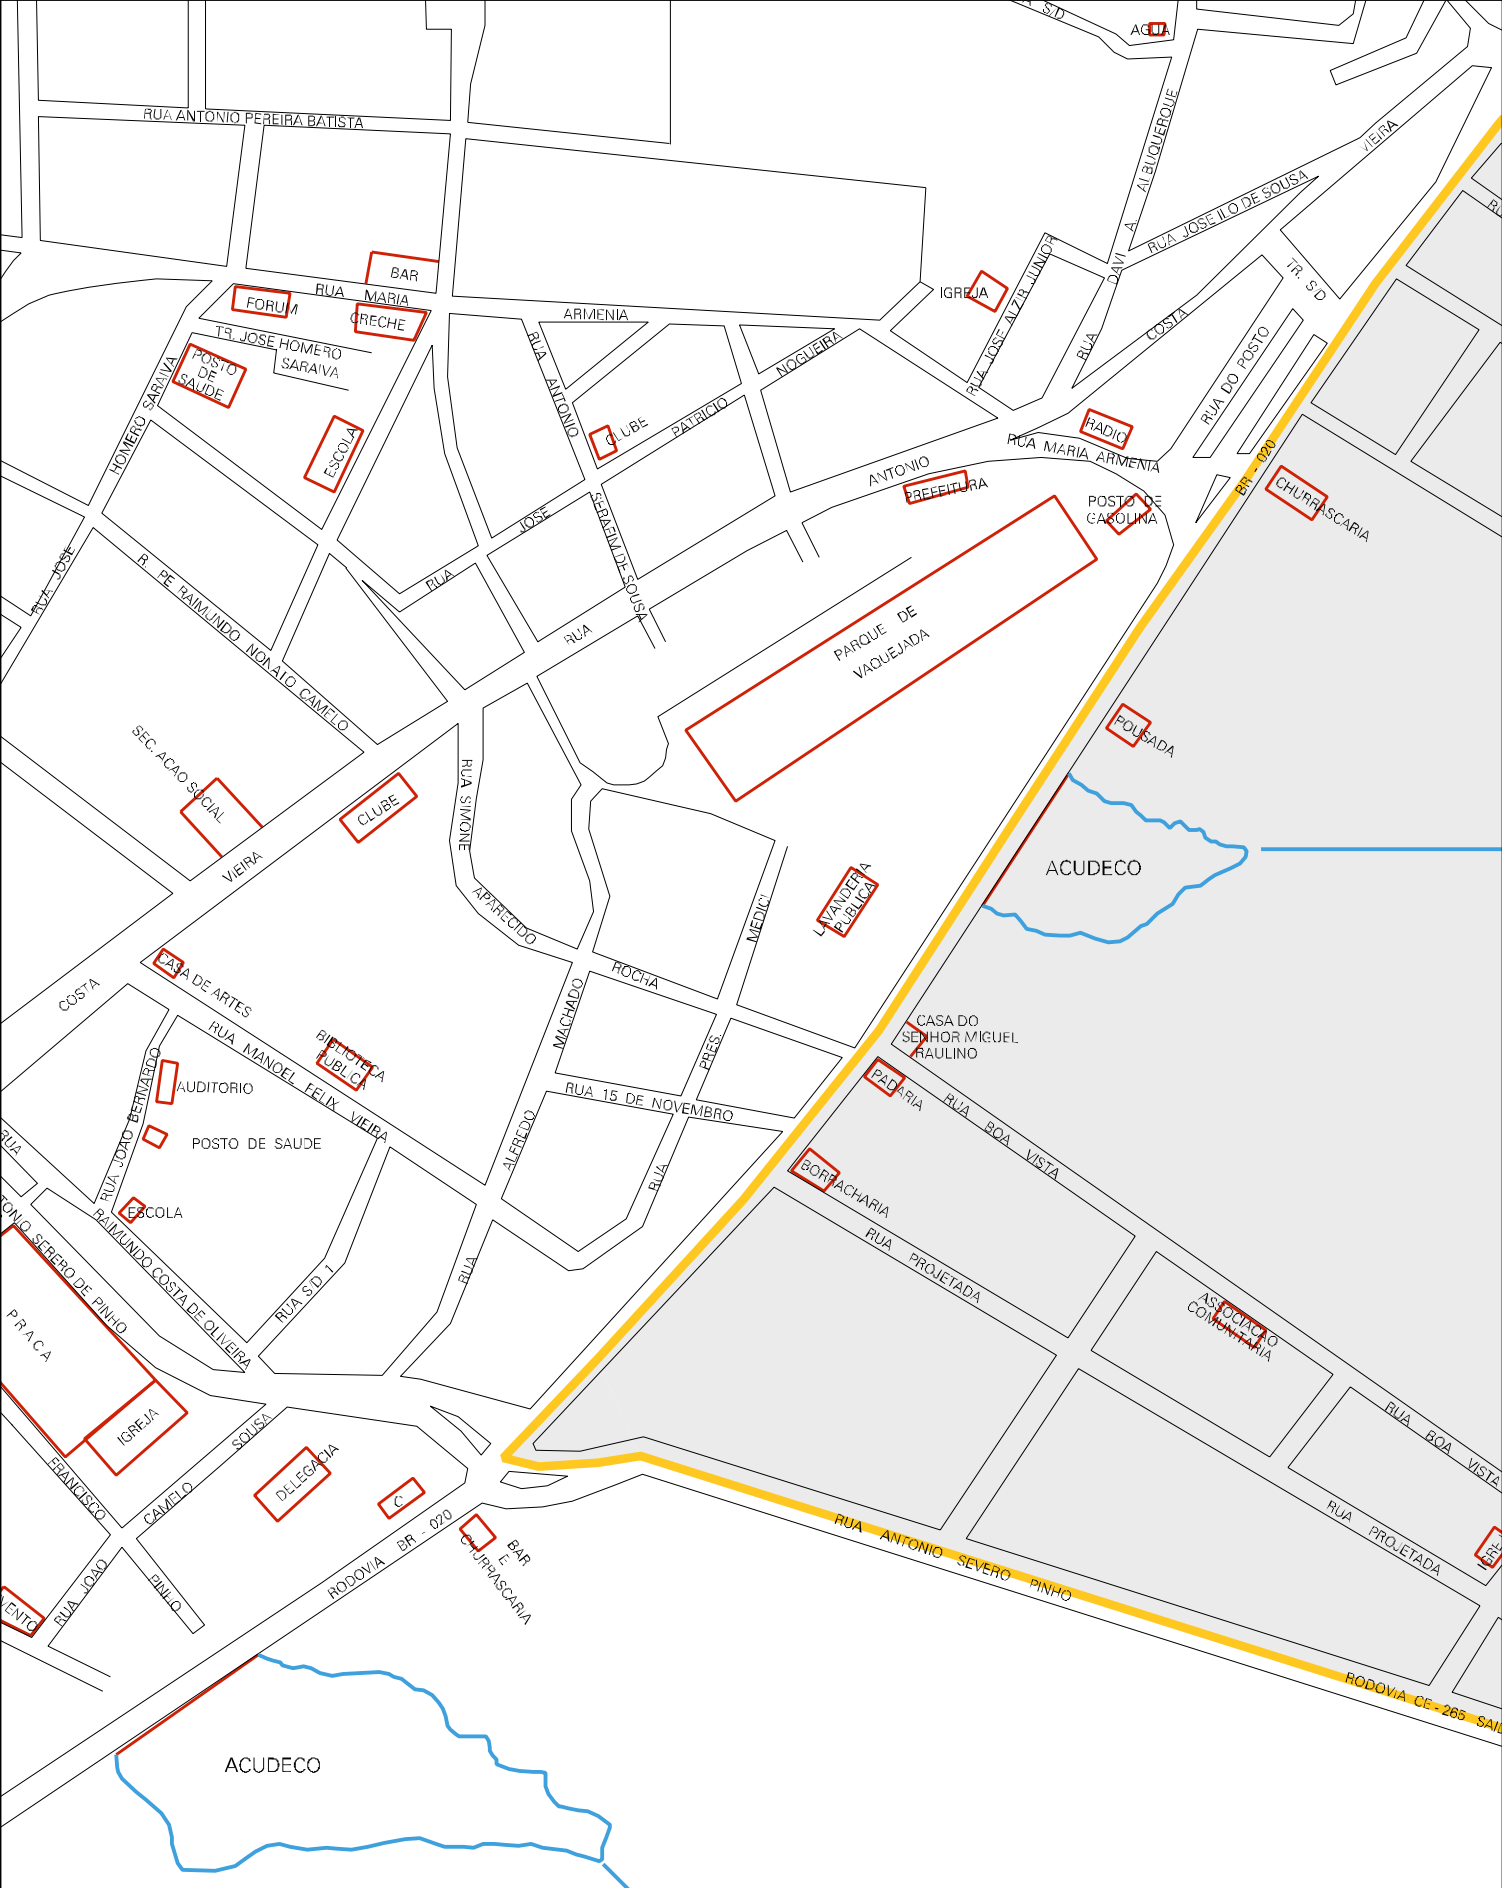 S/D
AGUA
RUA ANTONIO PEREIRA BATISTA
DAVI A. ALBUQUERQUE
RUA
VIEIRA
RUA JOSE ILO DE SOUSA
TR. S/D
COSTA
BAR
RUA MARIA
ARMENIA
FORUM
CRECHE
TR. JOSE HOMERO
SARAIVA
POSTO
DE
SAUDE
ESCOLA
HOMERO SARAIVA
RUA JOSE
RUA ANTONIO
SERAFIM DE SOUSA
CLUBE
RUA JOSE PATRICIO NOGUEIRA
IGREJA
RUA JOSE ALZIR JUNIOR
RUA DO POSTO
RADIO
RUA MARIA ARMENIA
RUA ANTONIO
PREFEITURA
POSTO DE
GASOLINA
BR - 020
CHURRASCARIA
R. PE RAIMUNDO NONATO CAMELO
PARQUE DE
VAQUEJADA
POUSADA
ACUDECO
SEC. ACAO SOCIAL
CLUBE
VIEIRA
COSTA
RUA SIMONE
APARECIDO
ROCHA
LAVANDERIA
PUBLICA
RUA PRES. MEDICI
RUA ALFREDO MACHADO
CASA DE ARTES
RUA MANOEL FELIX VIEIRA
BIBLIOTECA
PUBLICA
AUDITORIO
RUA JOAO BERNARDO
POSTO DE SAUDE
ESCOLA
RUA 15 DE NOVEMBRO
CASA DO
SENHOR MIGUEL
RAULINO
PADARIA
RUA BOA VISTA
BORRACHARIA
RUA PROJETADA
ASSOCIACAO
COMUNITARIA
RUA BOA VISTA
RUA PROJETADA
RUA
SERERO DE PINHO
RAIMUNDO COSTA DE OLIVEIRA
RUA S/D 1
PRACA
IGREJA
FRANCISCO
PINHO
RUA JOAO CAMELO SOUSA
DELEGACIA
C
RODOVIA BR - 020
BAR
E
CHURRASCARIA
RUA ANTONIO SEVERO PINHO
RODOVIA CE - 265
ACUDECO